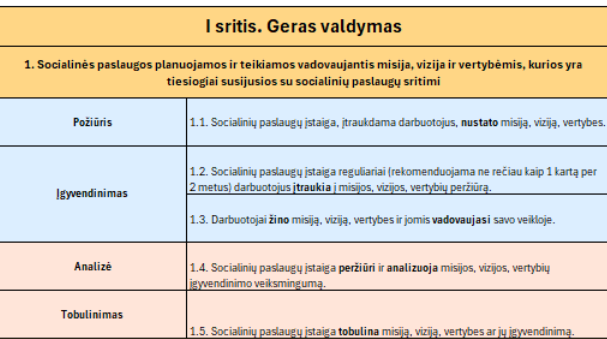 I sritis. Geras valdymas
1. Socialinės paslaugos planuojamos ir teikiamos vadovaujantis misija, vizija ir vertybėmis, kurios yra
tiesiogiai susijusios su socialinių paslaugų sritimi
Požiūris
1.1. Socialinių paslaugų įstaiga, įtraukdama darbuotojus, nustato misiją, viziją, vertybes.
Įgyvendinimas
1.2. Socialinių paslaugų įstaiga reguliariai (rekomenduojama ne rečiau kaip 1 kartą per
2 metus) darbuotojus įtraukia į misijos, vizijos, vertybių peržiūrą.
1.3. Darbuotojai žino misiją, viziją, vertybes ir jomis vadovaujasi savo veikloje.
Analizė
1.4. Socialinių paslaugų įstaiga peržiūri ir analizuoja misijos, vizijos, vertybių
įgyvendinimo veiksmingumą.
Tobulinimas
1.5. Socialinių paslaugų įstaiga tobulina misiją, viziją, vertybes ar jų įgyvendinimą.